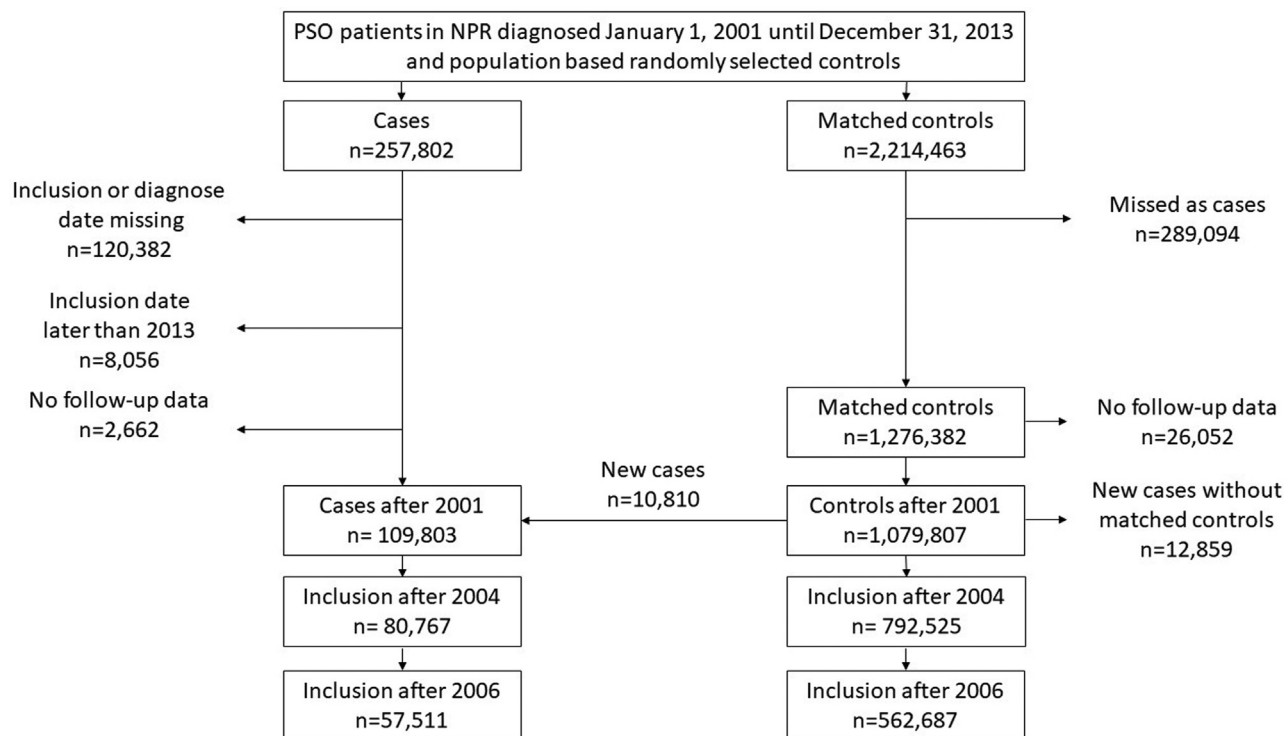 PSO patients in NPR diagnosed January 1, 2001 until December 31, 2013
and population based randomly selected controls
Cases
n=257,802
Matched controls
n=2,214,463
Inclusion or diagnose
date missing
n=120,382
Missed as cases
n=289,094
Inclusion date
later than 2013
n=8,056
No follow-up data
n=2,662
Matched controls
n=1,276,382
No follow-up data
n=26,052
New cases
n=10,810
Cases after 2001
n= 109,803
Controls after 2001
n=1,079,807
New cases without
matched controls
n=12,859
Inclusion after 2004
n= 80,767
Inclusion after 2004
n= 792,525
Inclusion after 2006
n=57,511
Inclusion after 2006
n=562,687